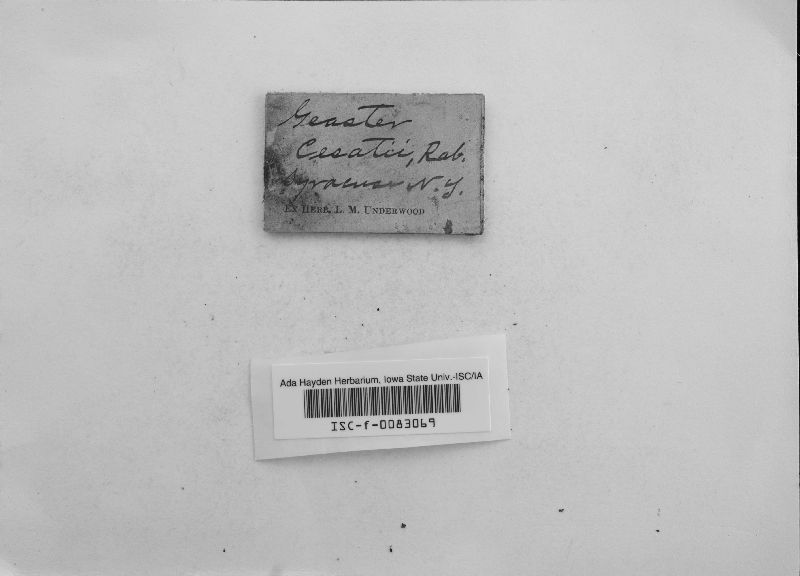 Geaster
Cesatii, Rab.
Syracuse N.Y.
Ex Herb. L. M. Underwood
Ada Hayden Herbarium, Iowa State Univ.-ISC/IA
ISC-f-0083069